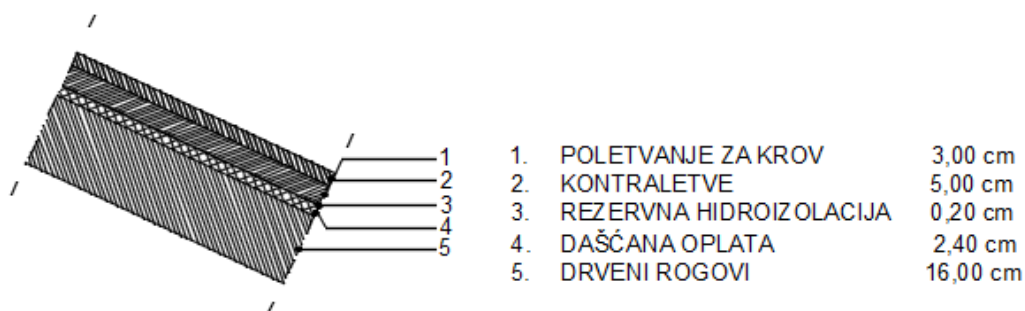 1
2
3
4
5
1. POLETVANJE ZA KROV 3,00 cm
2. KONTRALETVE 5,00 cm
3. REZERVNA HIDROIZOLACIJA 0,20 cm
4. DAŠĆANA OPLATA 2,40 cm
5. DRVENI ROGOVI 16,00 cm